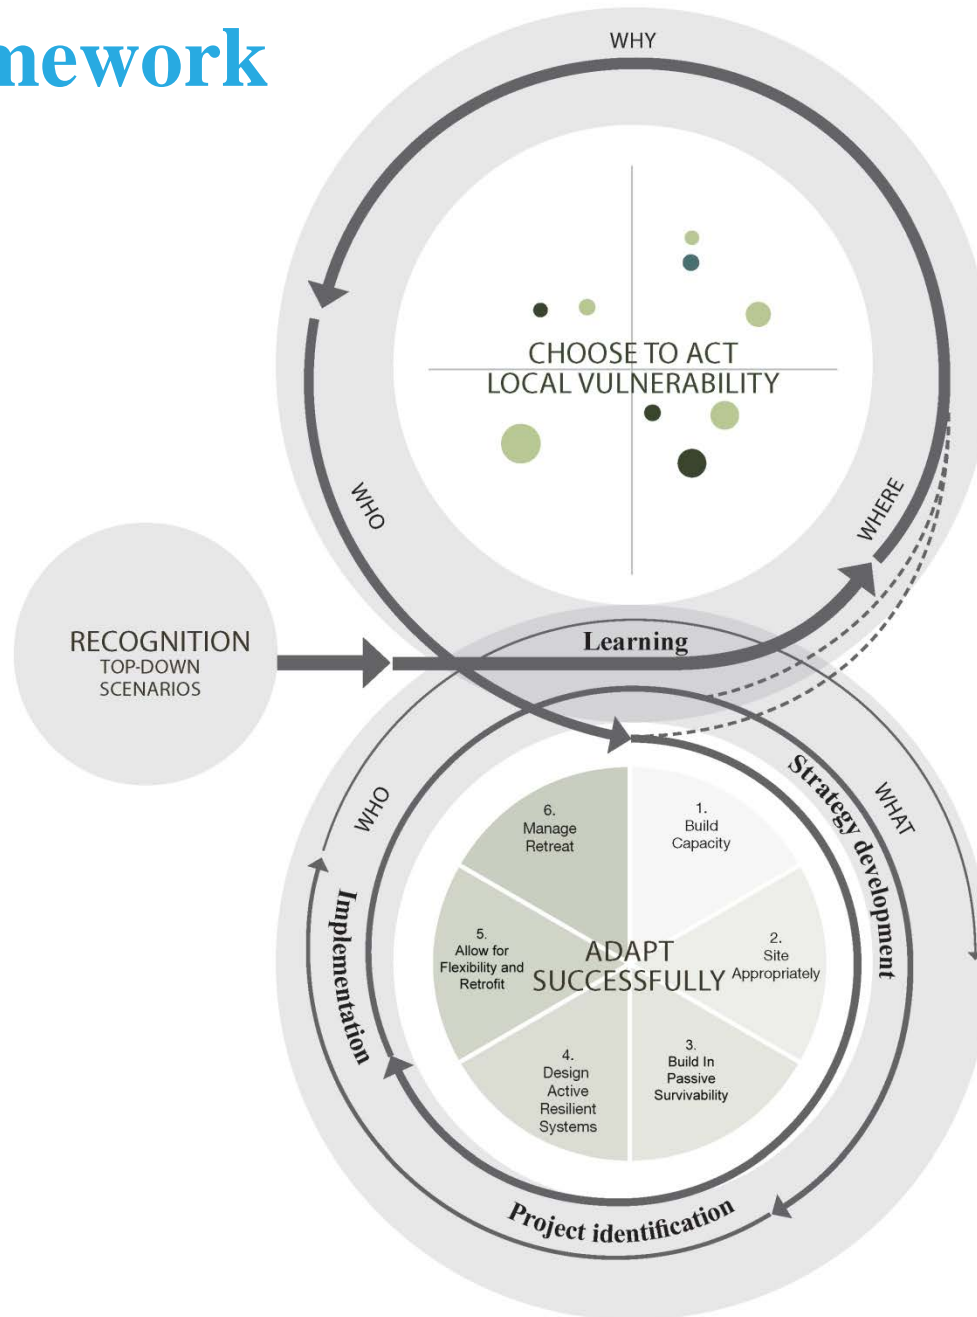 mework
WHY
CHOOSE TO ACT
LOCAL VULNERABILITY
WHO
WHERE
RECOGNITION
TOP-DOWN
SCENARIOS
Learning
WHO
WHAT
Strategy development
6.
Manage
Retreat
1.
Build
Capacity
5.
Allow for
Flexibility and
Retrofit
ADAPT
SUCCESSFULLY
2.
Site
Appropriately
4.
Design
Active
Resilient
Systems
3.
Build In
Passive
Survivability
Implementation
Project identification